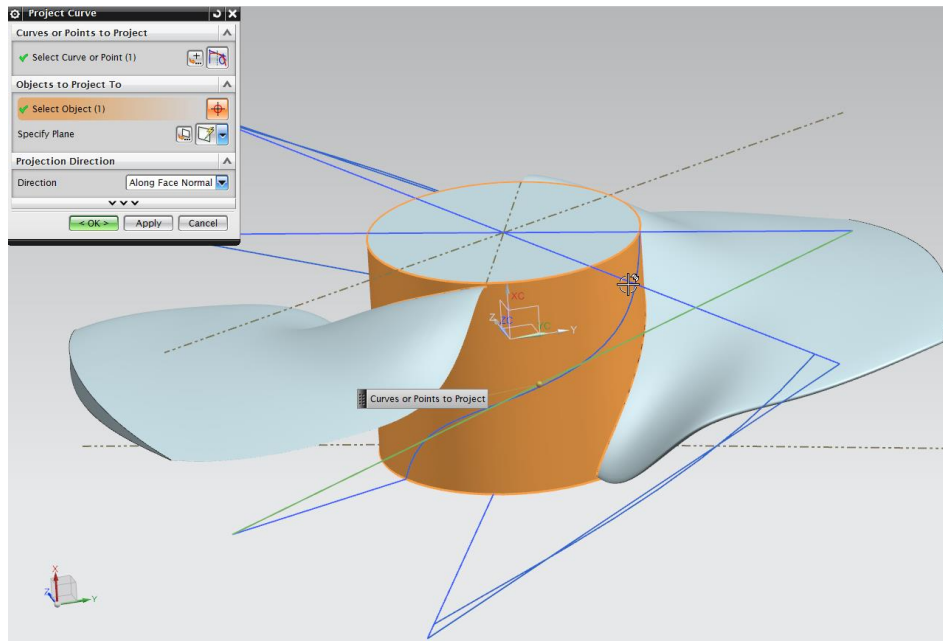 Project Curve
Curves or Points to Project
Select Curve or Point (1)
Objects to Project To
Select Object (1)
Specify Plane
Projection Direction
Direction
Along Face Normal
< OK >
Apply
Cancel
XC
Z
ZC
Y
Curves or Points to Project
X
Z
Y